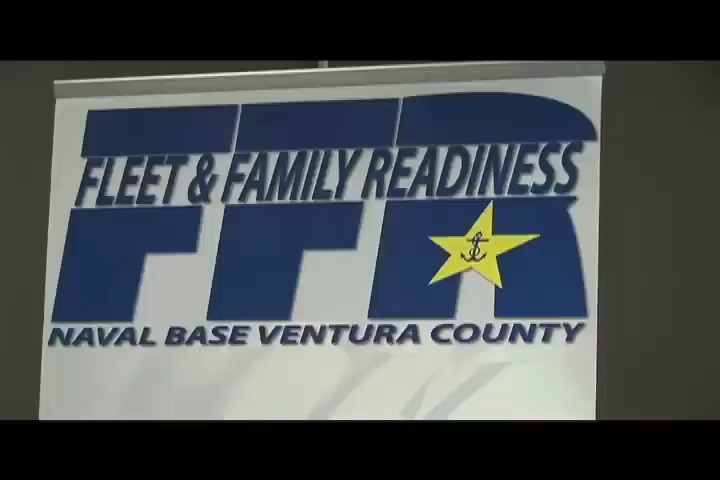 FFR
FLEET & FAMILY READINESS
NAVAL BASE VENTURA COUNTY